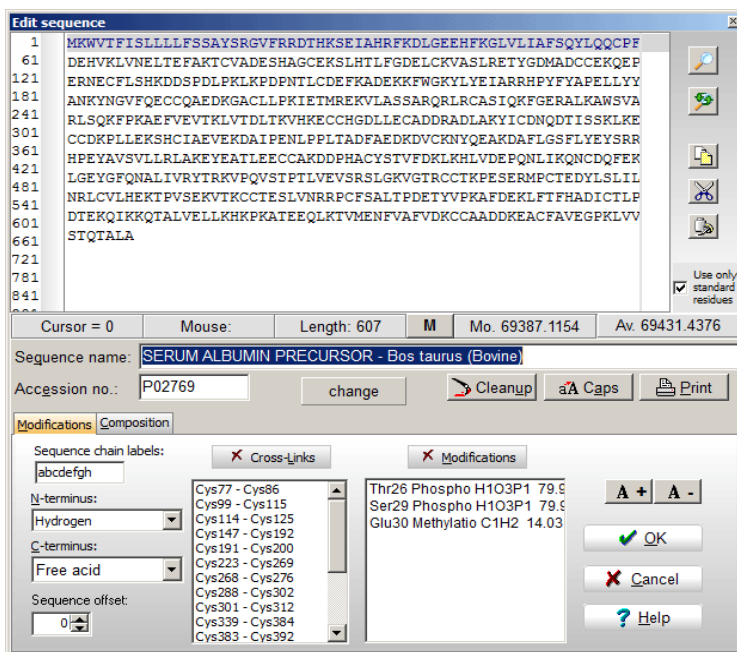 Edit sequence
1 MKWVTFISLLLLFSSAYSRGVFRRDTHKSEIAHRFKDLGEEHFKGLVLIAFSQYLQQCPF
61 DEHVKLVNELTEFAKTCVADESHAGCEKSLHTLFGDELCKVASLRETYGDMADCCEKQEP
121 ERNECFLSHKDDSPDLPKLKPDPNTLCDEFKADEKKFWGKYLYEIARRHPYFYAPELLYY
181 ANKYNGVFQECCQAEDKGACLLPKIETMREKVLASSARQRLRCASIQKFGERALKAWSVA
241 RLSQKFPKAEFVEVTKLVTDLTKVHKECCHGDLLECADDRADLAKYICDNQDTISSKLKE
301 CCDKPLLEKSHCIAEVEKDAIPENLPPLTADFAEDKDVCKNYQEAKDAFLGSFLYEYSRR
361 HPEYAVSVLLRLAKEYEATLEECCAKDDPHACYSTVFDKLKHLVDEPQNLIKQNCDQFEK
421 LGEYGFQNALIVRYTRKVPQVSTPTLVEVSRSLGKVGTRCCTKPESERMPCTEDYLSLIL
481 NRLCVLHEKTPVSEKVTKCCTESLVNRRPCFSALTPDETYVPKAFDEKLFTFHADICTLP
541 DTEKQIKKQTALVELLKHKPKATEEQLKTVMENFVAFVDKCCAADDKEACFAVEGPKLVV
601 STQTALA
661
721
781
841
Use only standard residues
Cursor = 0 Mouse: Length: 607 M Mo. 69387.1154 Av. 69431.4376
Sequence name: SERUM ALBUMIN PRECURSOR - Bos taurus (Bovine)
Accession no.: P02769 change Cleanup aA Caps Print
Modifications Composition
Sequence chain labels:
abcdefgh
N-terminus:
Hydrogen
C-terminus:
Free acid
Sequence offset:
0
Cross-Links
Cys77 - Cys86
Cys99 - Cys115
Cys114 - Cys125
Cys147 - Cys192
Cys191 - Cys200
Cys223 - Cys269
Cys268 - Cys276
Cys288 - Cys302
Cys301 - Cys312
Cys339 - Cys384
Cys383 - Cys392
Modifications
Thr26 Phospho H1O3P1 79.9
Ser29 Phospho H1O3P1 79.9
Glu30 Methylatio C1H2 14.03
A + A -
OK
Cancel
? Help